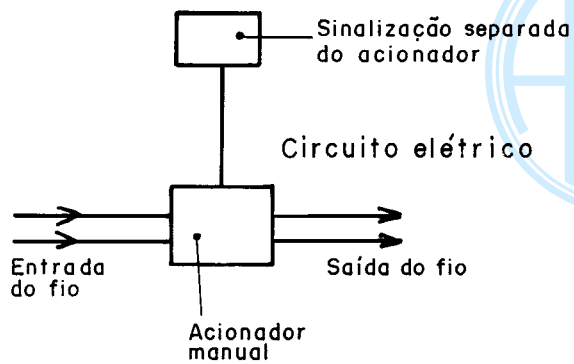 Sinalização separada
do acionador
Circuito elétrico
Entrada
do fio
Saída do fio
Acionador
manual